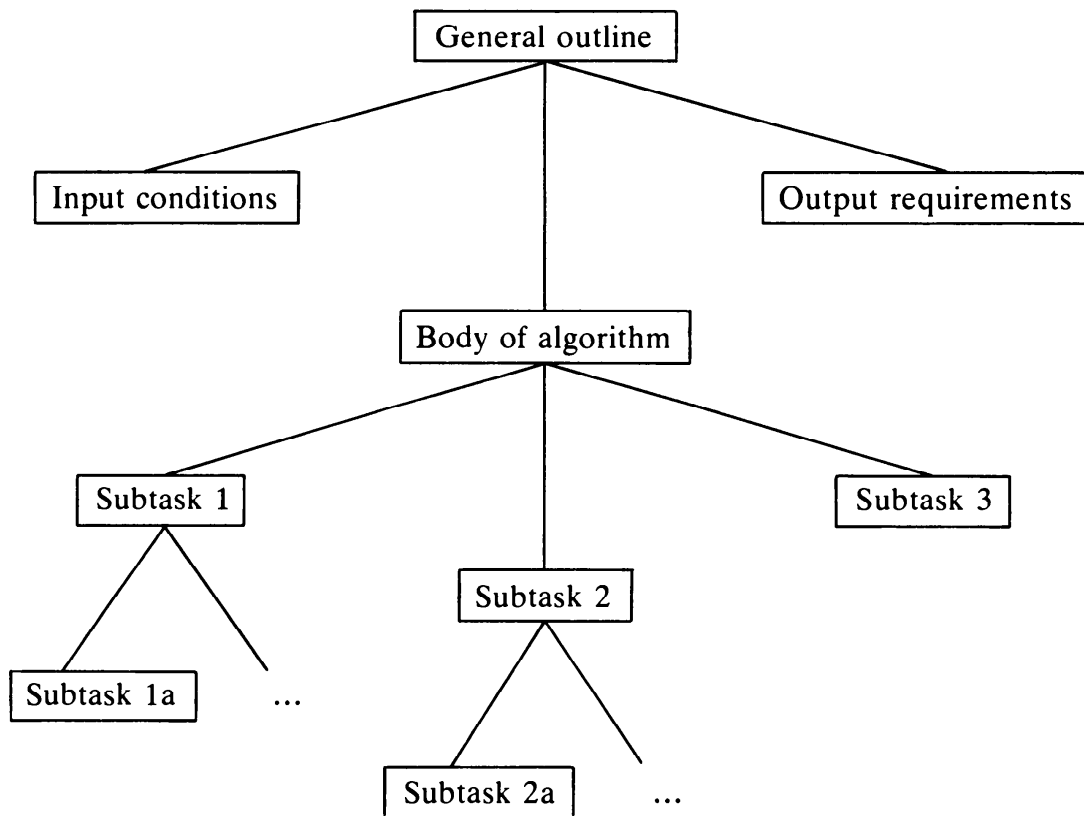 General outline
Input conditions
Output requirements
Body of algorithm
Subtask 1
Subtask 3
Subtask 2
Subtask 1a
...
Subtask 2a
...